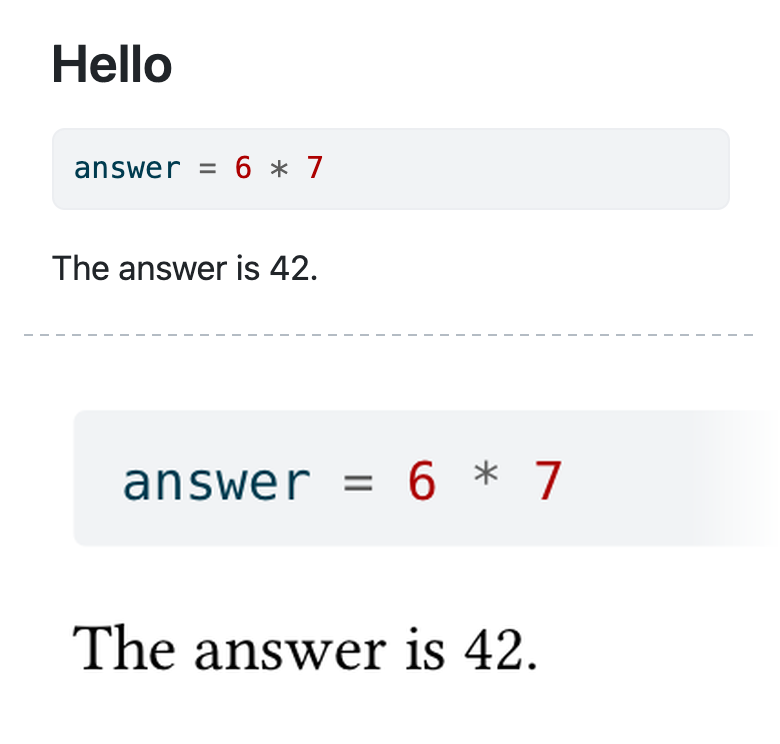 Hello
answer = 6 * 7
The answer is 42.
answer = 6 * 7
The answer is 42.